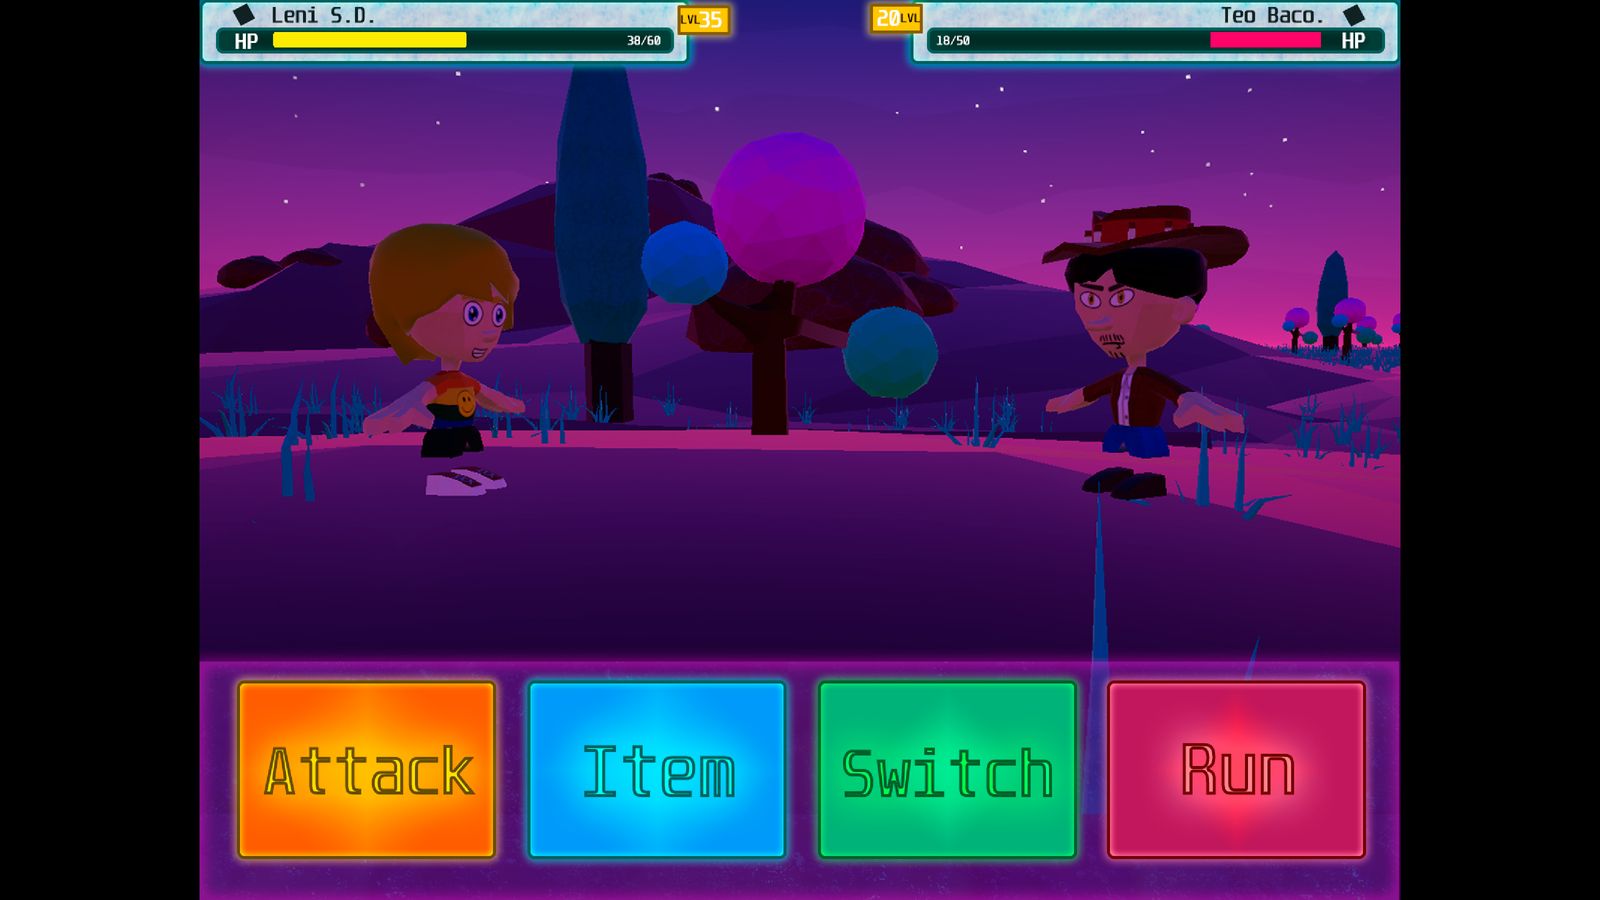 Leni S.D.
LVL35
HP
38/60
20LVL
Teo Baco.
18/50
HP
Attack
Item
Switch
Run